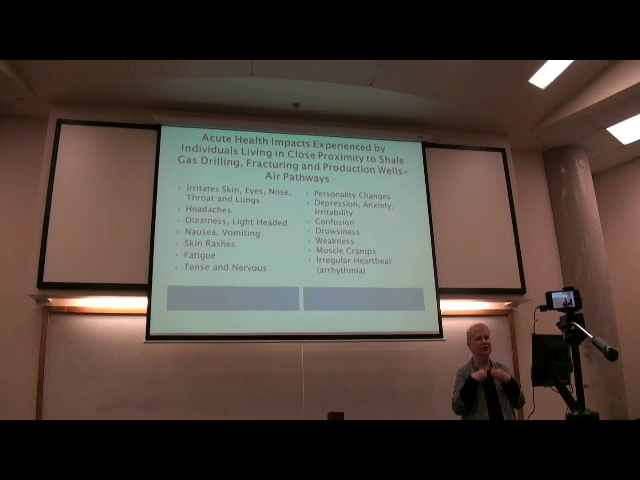 Acute Health Impacts Experienced by
Individuals Living in Close Proximity to Shale
Gas Drilling, Fracturing and Production Wells–
Air Pathways
Irritates Skin, Eyes, Nose,
Throat and Lungs
Headaches
Dizziness, Light Headed
Nausea, Vomiting
Skin Rashes
Fatigue
Tense and Nervous
Personality Changes
Depression, Anxiety,
Irritability
Confusion
Drowsiness
Weakness
Muscle Cramps
Irregular Heartbeat
(arrhythmia)